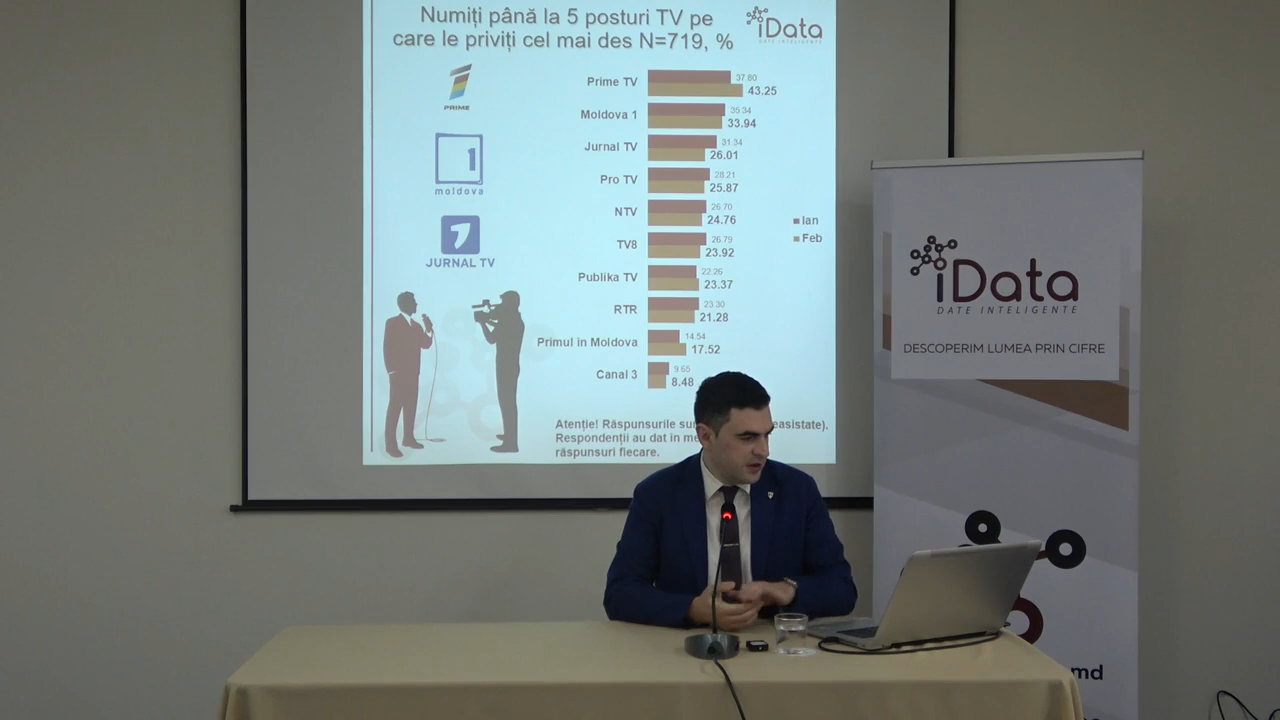 Numiți până la 5 posturi TV pe
care le priviți cel mai des N=719, %
iData
DATE INTELIGENTE
PRIME
1
moldova
JURNAL TV
Prime TV 37.80
43.25
Moldova 1 35.34
33.94
Jurnal TV 31.34
26.01
Pro TV 28.21
25.87
NTV 26.70
24.76
TV8 26.79
23.92
Publika TV 22.26
23.37
RTR 23.30
21.28
Primul în Moldova 14.54
17.52
Canal 3 9.65
8.48
Ian
Feb
Atenție! Răspunsurile
Respondenții au dat în
răspunsuri fiecare.
iData
DATE INTELIGENTE
DESCOPERIM LUMEA PRIN CIFRE
md